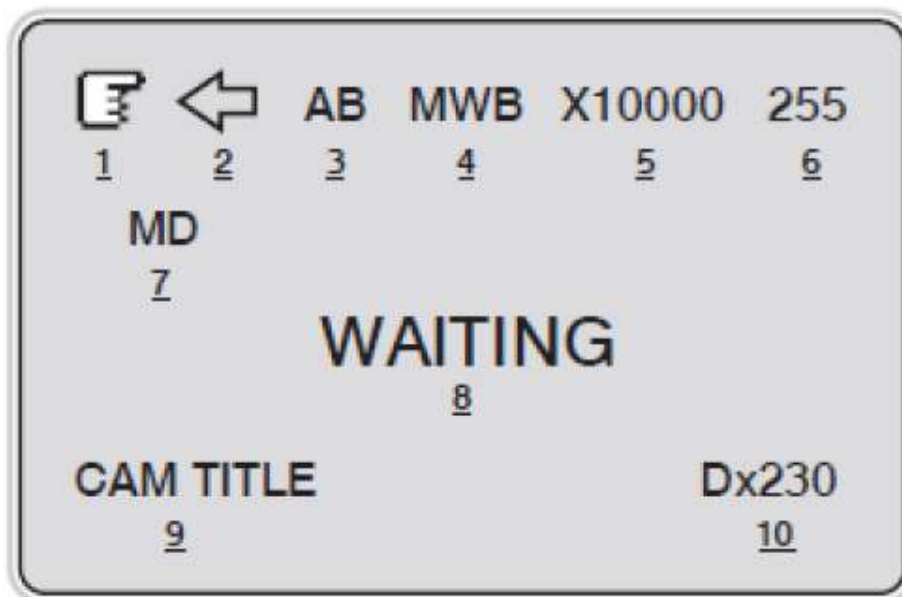 AB MWB X10000 255
1 2 3 4 5 6
MD
7
WAITING
8
CAM TITLE Dx230
9 10